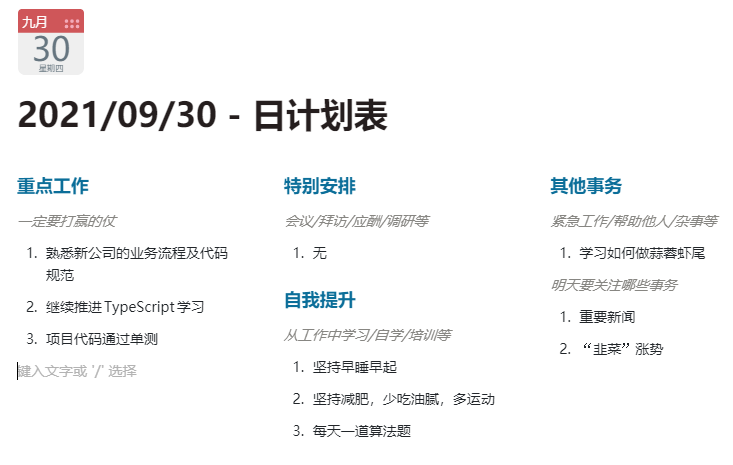 九月
30
星期四
2021/09/30 - 日计划表
重点工作
一定要打赢的仗
1. 熟悉新公司的业务流程及代码
规范
2. 继续推进 TypeScript 学习
3. 项目代码通过单测
键入文字或 '/' 选择
特别安排
会议/拜访/应酬/调研等
1. 无
自我提升
从工作中学习/自学/培训等
1. 坚持早睡早起
2. 坚持减肥，少吃油腻，多运动
3. 每天一道算法题
其他事务
紧急工作/帮助他人/杂事等
1. 学习如何做蒜蓉虾尾
明天要关注哪些事务
1. 重要新闻
2. “韭菜”涨势